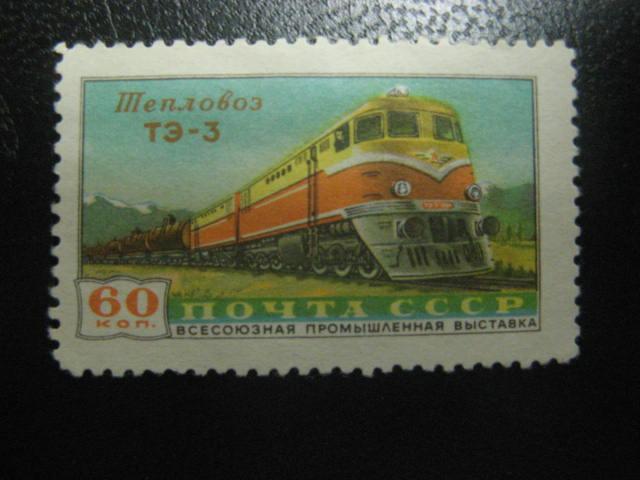 Тепловоз
ТЭ-3
60
КОП.
ПОЧТА СССР
ВСЕСОЮЗНАЯ ПРОМЫШЛЕННАЯ ВЫСТАВКА